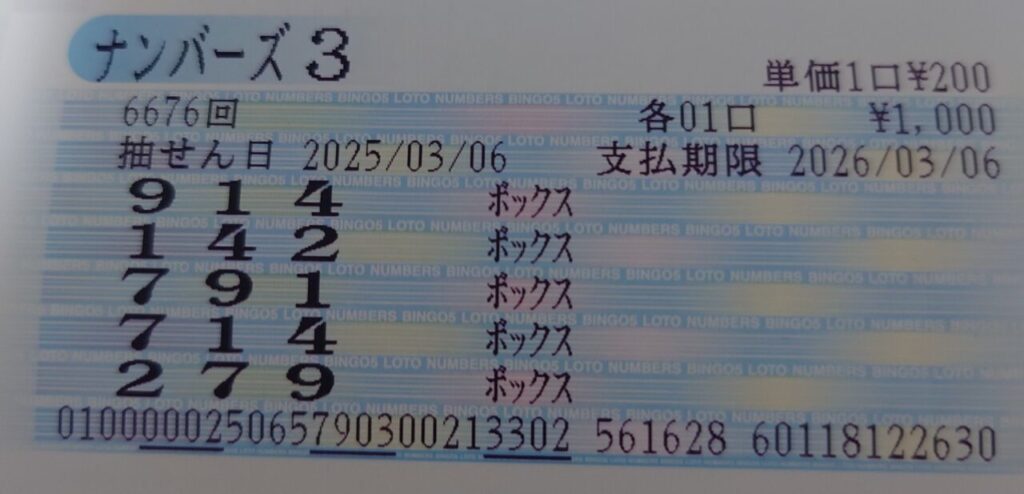 ナンバーズ3
単価1口¥200
6676回 各01口 ¥1,000
抽せん日 2025/03/06 支払期限 2026/03/06
9 1 4 ボックス
1 4 2 ボックス
7 9 1 ボックス
7 1 4 ボックス
2 7 9 ボックス
010000025065790300213302 561628 60118122630